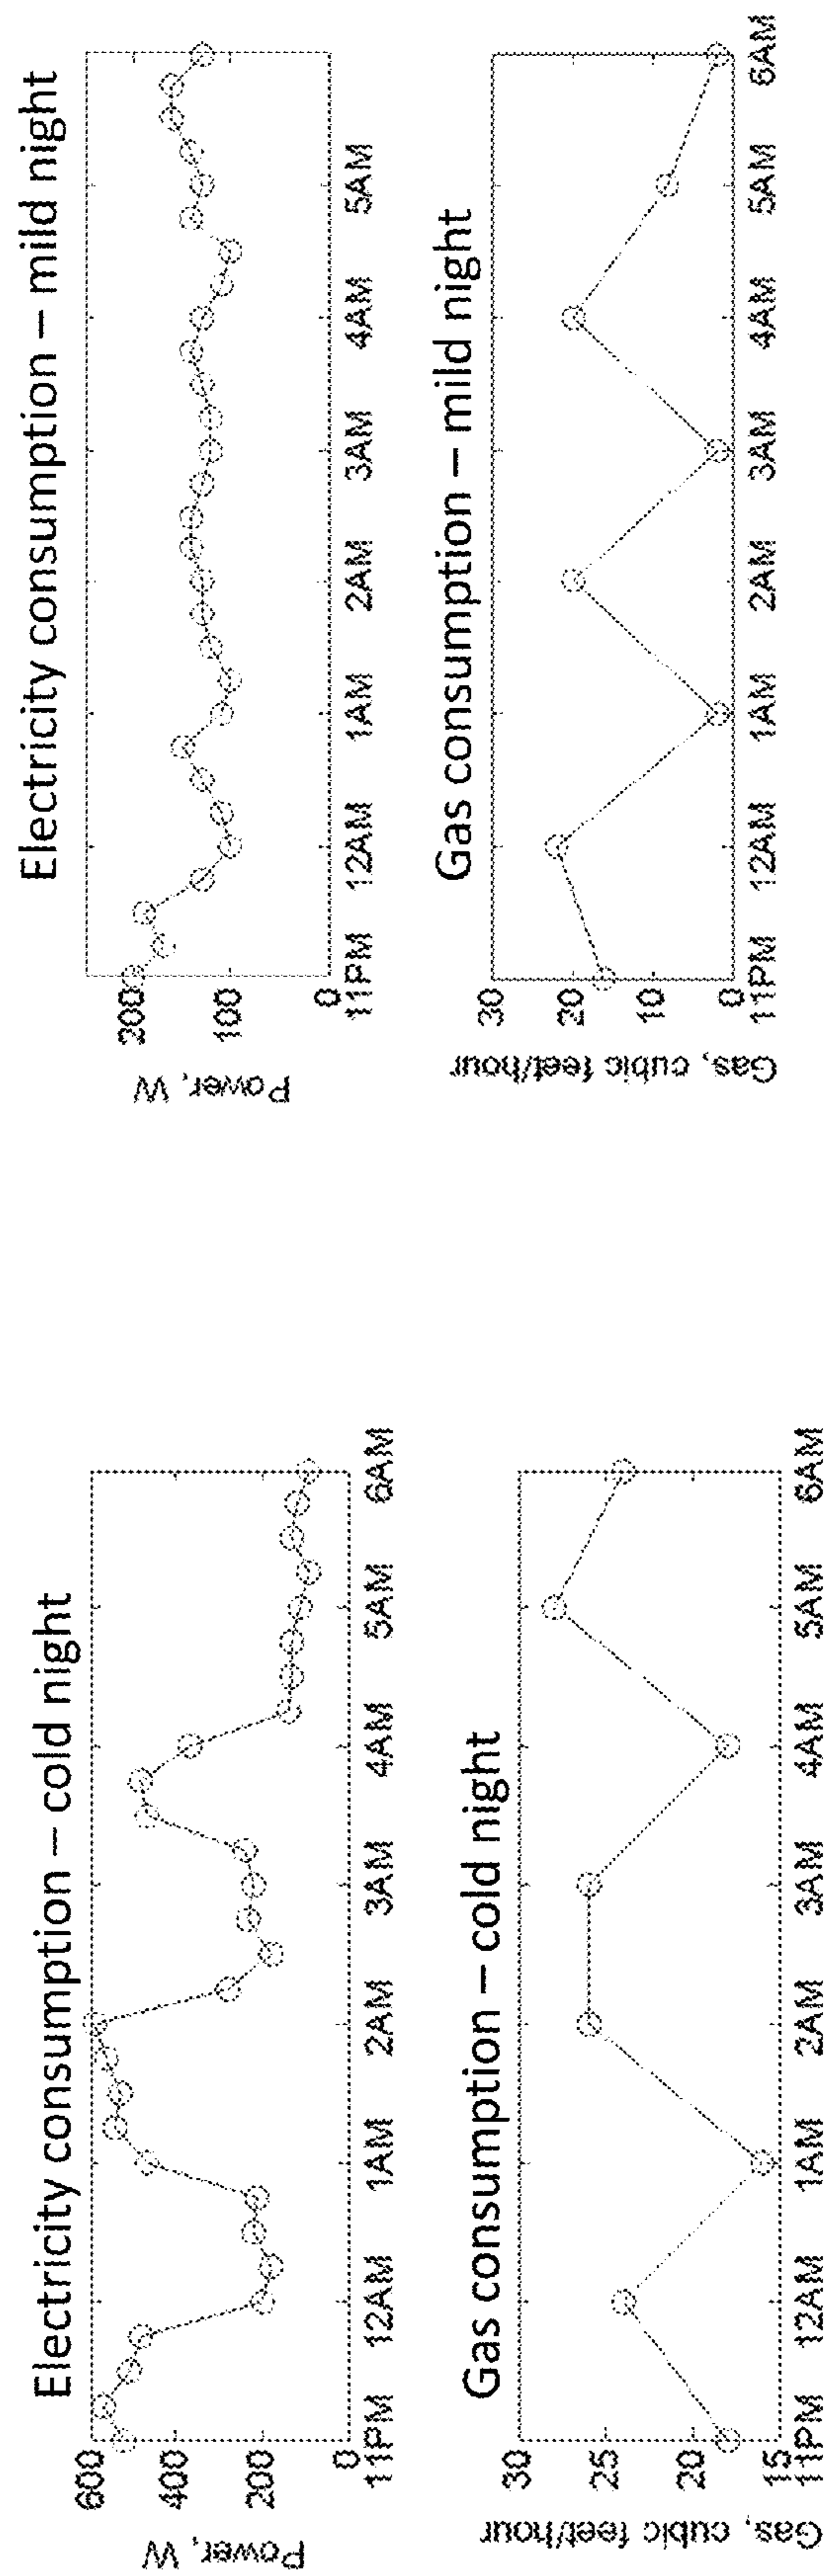 Electricity consumption – cold night
Power, W
600
400
200
0
11PM 12AM 1AM 2AM 3AM 4AM 5AM 6AM
Gas consumption – cold night
Gas, cubic feet/hour
30
25
20
15
11PM 12AM 1AM 2AM 3AM 4AM 5AM 6AM
Electricity consumption – mild night
Power, W
200
100
0
11PM 12AM 1AM 2AM 3AM 4AM 5AM
Gas consumption – mild night
Gas, cubic feet/hour
30
20
10
0
11PM 12AM 1AM 2AM 3AM 4AM 5AM 6AM